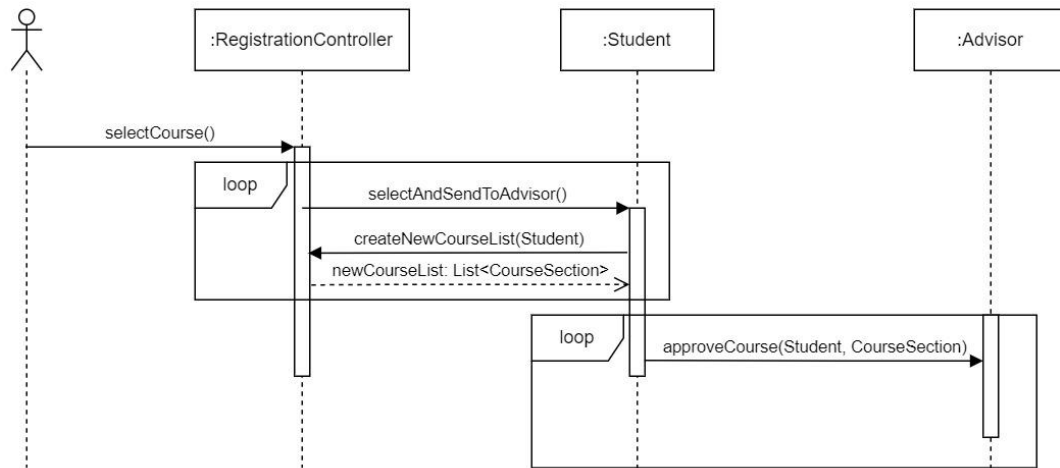 :RegistrationController
:Student
:Advisor
selectCourse()
loop
selectAndSendToAdvisor()
createNewCourseList(Student)
newCourseList: List<CourseSection>
loop
approveCourse(Student, CourseSection)